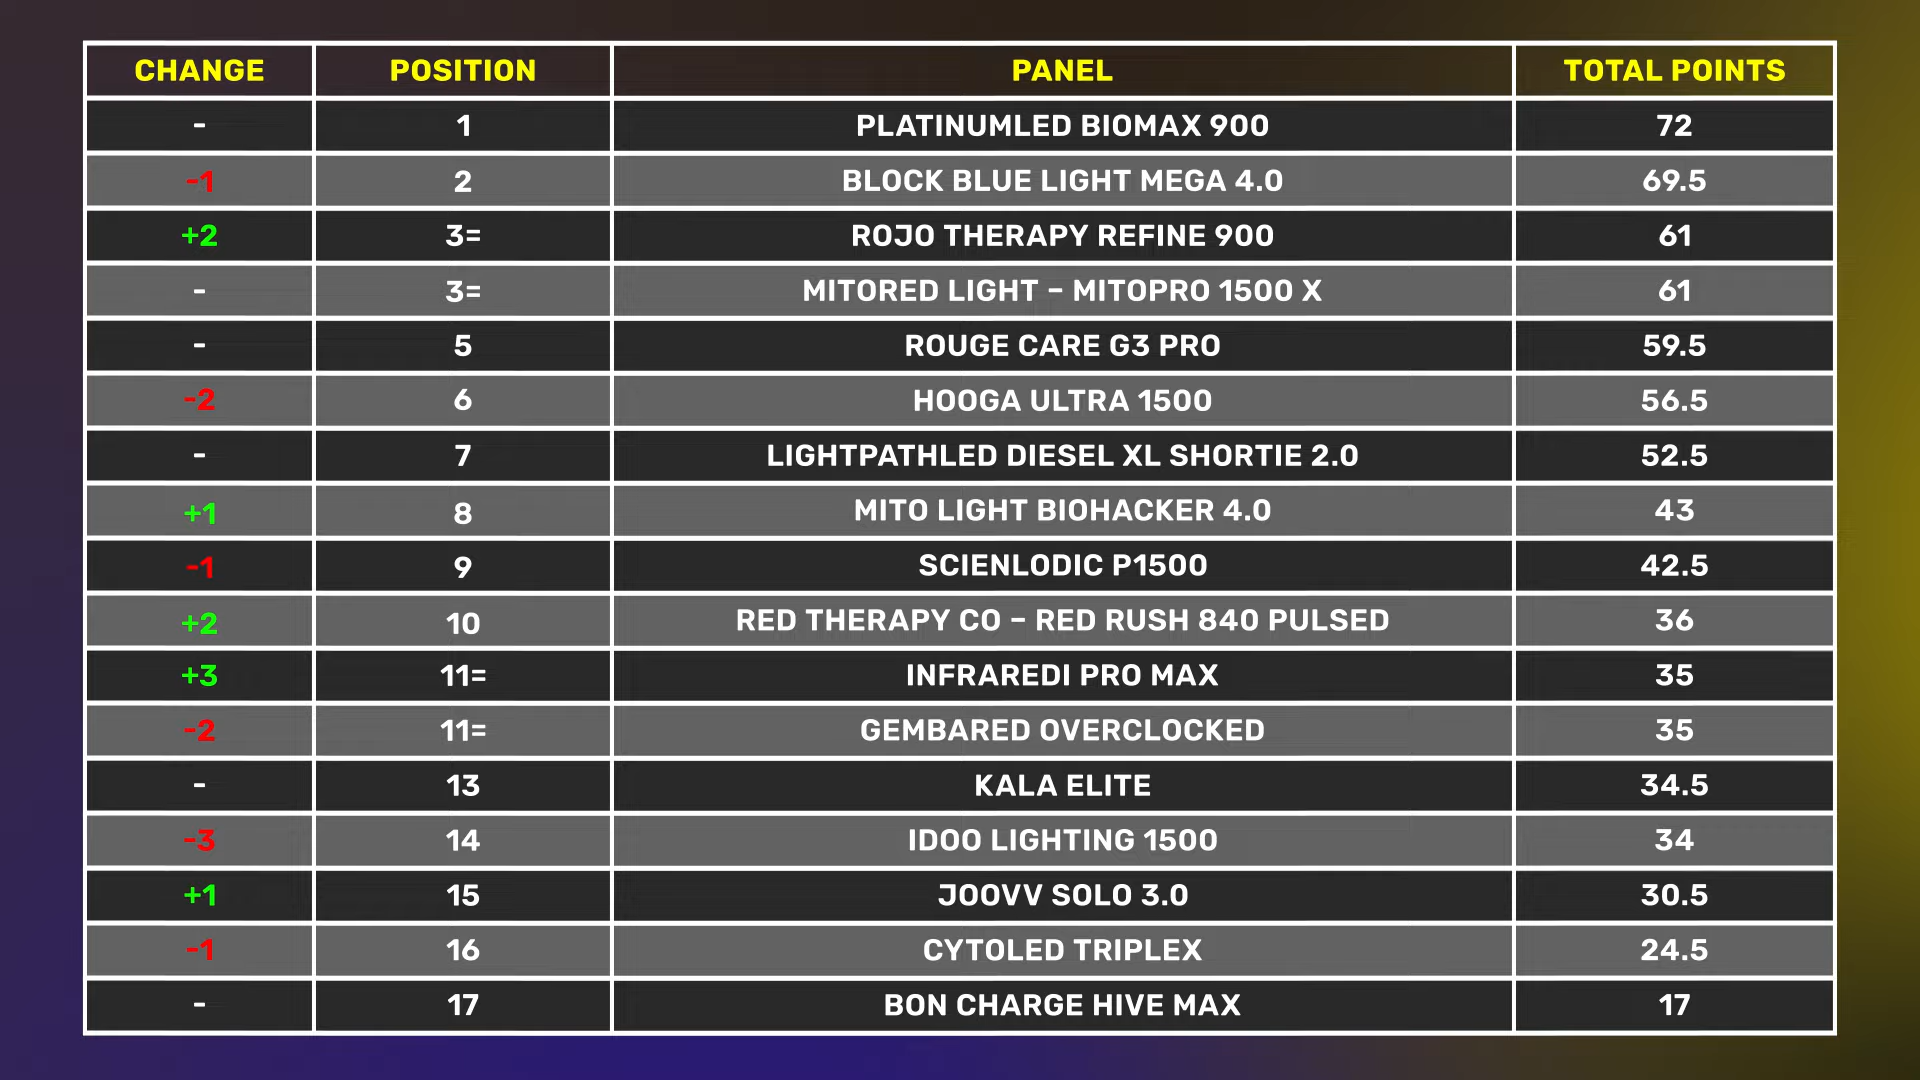 CHANGE POSITION PANEL TOTAL POINTS
- 1 PLATINUMLED BIOMAX 900 72
-1 2 BLOCK BLUE LIGHT MEGA 4.0 69.5
+2 3= ROJO THERAPY REFINE 900 61
- 3= MITORED LIGHT – MITOPRO 1500 X 61
- 5 ROUGE CARE G3 PRO 59.5
-2 6 HOOGA ULTRA 1500 56.5
- 7 LIGHTPATHLED DIESEL XL SHORTIE 2.0 52.5
+1 8 MITO LIGHT BIOHACKER 4.0 43
-1 9 SCIENLODIC P1500 42.5
+2 10 RED THERAPY CO – RED RUSH 840 PULSED 36
+3 11= INFRAREDI PRO MAX 35
-2 11= GEMBARED OVERCLOCKED 35
- 13 KALA ELITE 34.5
-3 14 IDOO LIGHTING 1500 34
+1 15 JOOVV SOLO 3.0 30.5
-1 16 CYTOLED TRIPLEX 24.5
- 17 BON CHARGE HIVE MAX 17